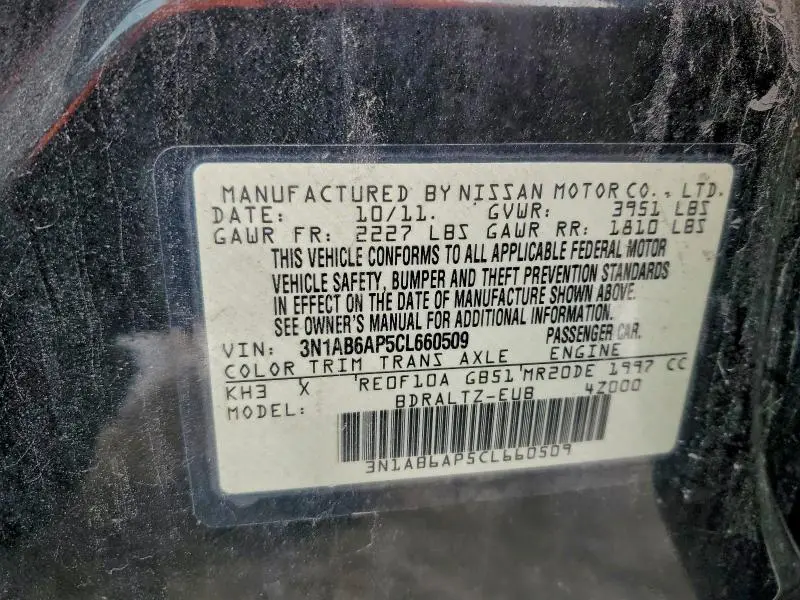 MANUFACTURED BY NISSAN MOTOR CO., LTD.
DATE: 10/11. GVWR: 3951 LBS
GAWR FR: 2227 LBS GAWR RR: 1810 LBS
THIS VEHICLE CONFORMS TO ALL APPLICABLE FEDERAL MOTOR
VEHICLE SAFETY, BUMPER AND THEFT PREVENTION STANDARDS
IN EFFECT ON THE DATE OF MANUFACTURE SHOWN ABOVE.
SEE OWNER'S MANUAL FOR ADDITIONAL INFORMATION.
VIN: 3N1AB6AP5CL660509 PASSENGER CAR.
COLOR TRIM TRANS AXLE ENGINE
KH3 X RE0F10A GB51 MR20DE 1997 CC
MODEL: BDRALTZ-EUB 4Z000
3N1AB6AP5CL660509